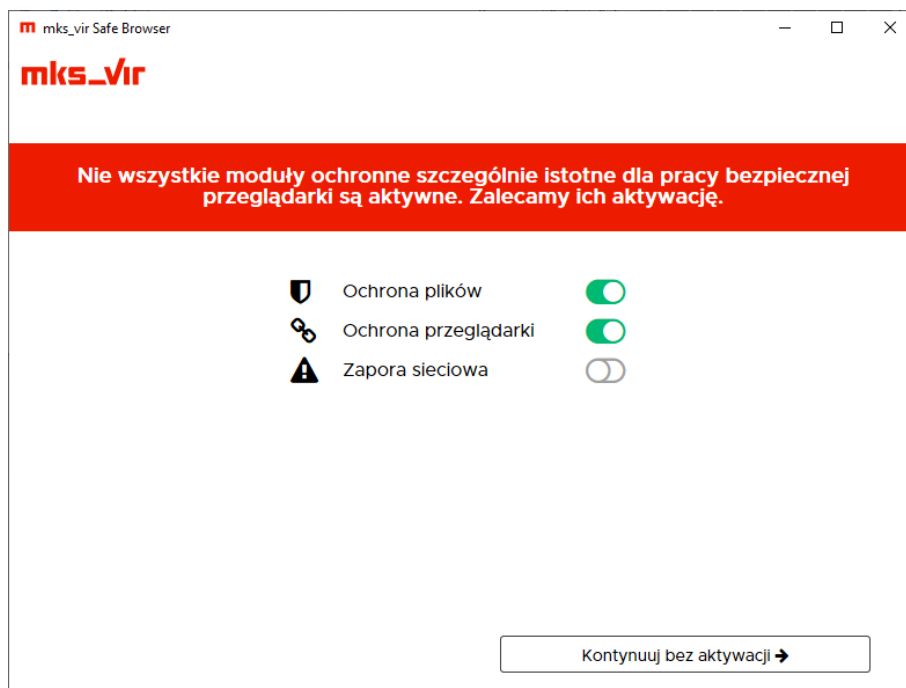 mks_vir Safe Browser
mks_vir
Nie wszystkie moduły ochronne szczególnie istotne dla pracy bezpiecznej
przeglądarki są aktywne. Zalecamy ich aktywację.
Ochrona plików
Ochrona przeglądarki
Zapora sieciowa
Kontynuuj bez aktywacji